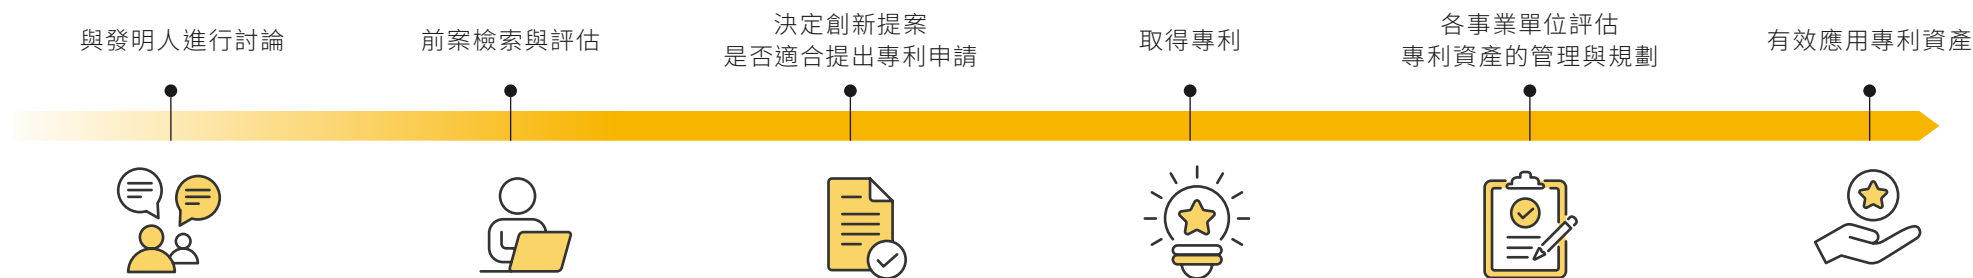 與發明人進行討論
前案檢索與評估
決定創新提案
是否適合提出專利申請
取得專利
各事業單位評估
專利資產的管理與規劃
有效應用專利資產